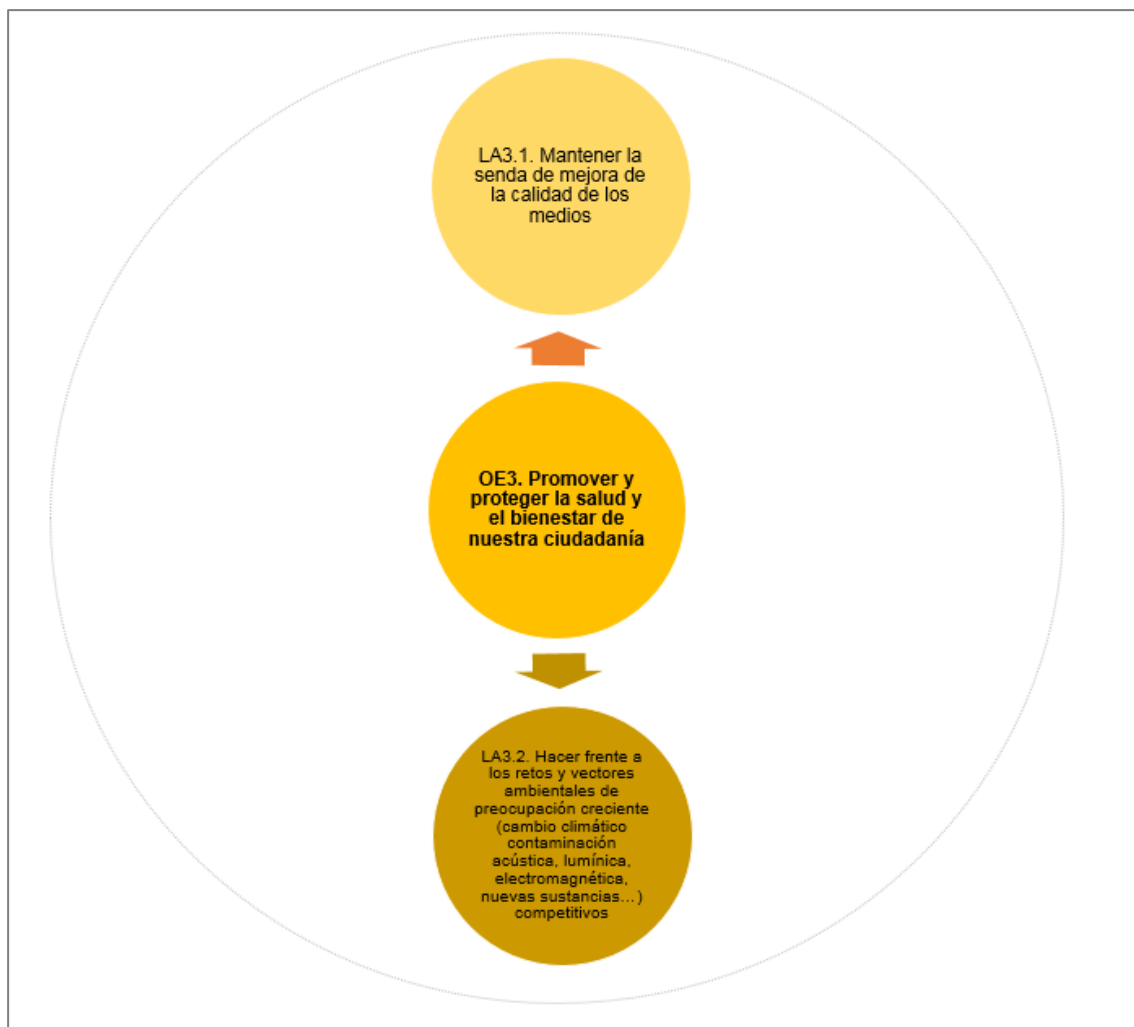 LA3.1. Mantener la
senda de mejora de
la calidad de los
medios
OE3. Promover y
proteger la salud y
el bienestar de
nuestra ciudadanía
LA3.2. Hacer frente a
los retos y vectores
ambientales de
preocupación creciente
(cambio climático
contaminación
acústica, lumínica,
electromagnética,
nuevas sustancias...)
competitivos